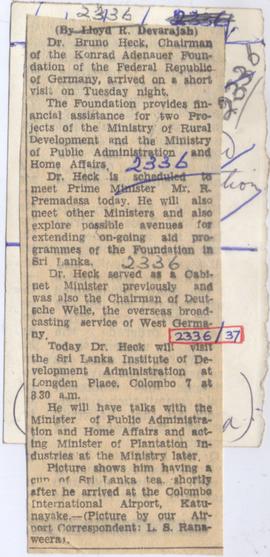 2336
2336
(By Lloyd R. Devarajah)
Dr. Bruno Heck, Chairman
of the Konrad Adenauer Foun-
dation of the Federal Republic
of Germany, arrived on a short
visit on Tuesday night.
The Foundation provides fin-
ancial assistance for two Pro-
jects of the Ministry of Rural
Development and the Ministry
of Public Administration and
Home Affairs.
2336
Dr. Heck is scheduled to
meet Prime Minister Mr. R.
Premadasa today. He will also
meet other Ministers and also
explore possible avenues for
extending on-going aid pro-
grammes of the Foundation in
Sri Lanka.
2336
Dr. Heck served as a Cabi-
net Minister previously and
was also the Chairman of Deut-
sche Welle, the overseas broad-
casting service of West Germa-
ny.
2336/37
Today Dr. Heck will visit
the Sri Lanka Institute of De-
velopment Administration at
Longden Place, Colombo 7 at
8.30 a.m.
He will have talks with the
Minister of Public Administra-
tion and Home Affairs and act-
ing Minister of Plantation In-
dustries at the Ministry later.
Picture shows him having a
cup of Sri Lanka tea shortly
after he arrived at the Colombo
International Airport, Katu-
nayake.—(Picture by our Air-
port Correspondent: L. S. Rana-
weera).
2336